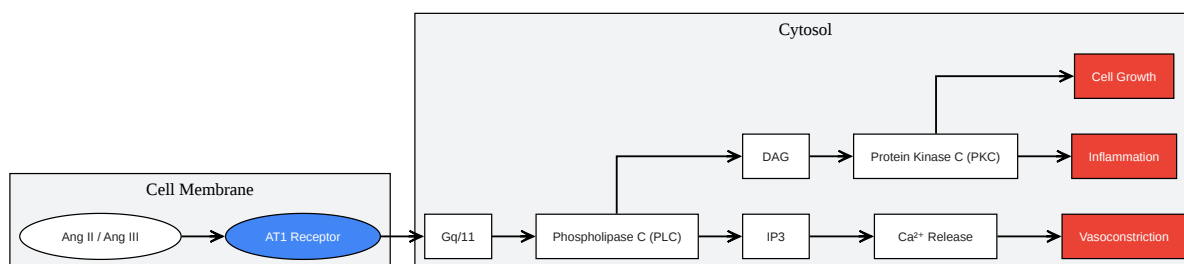 Cytosol
Cell Growth
DAG
Protein Kinase C (PKC)
Inflammation
Cell Membrane
Ang II / Ang III
AT1 Receptor
Gq/11
Phospholipase C (PLC)
IP3
Ca²⁺ Release
Vasoconstriction